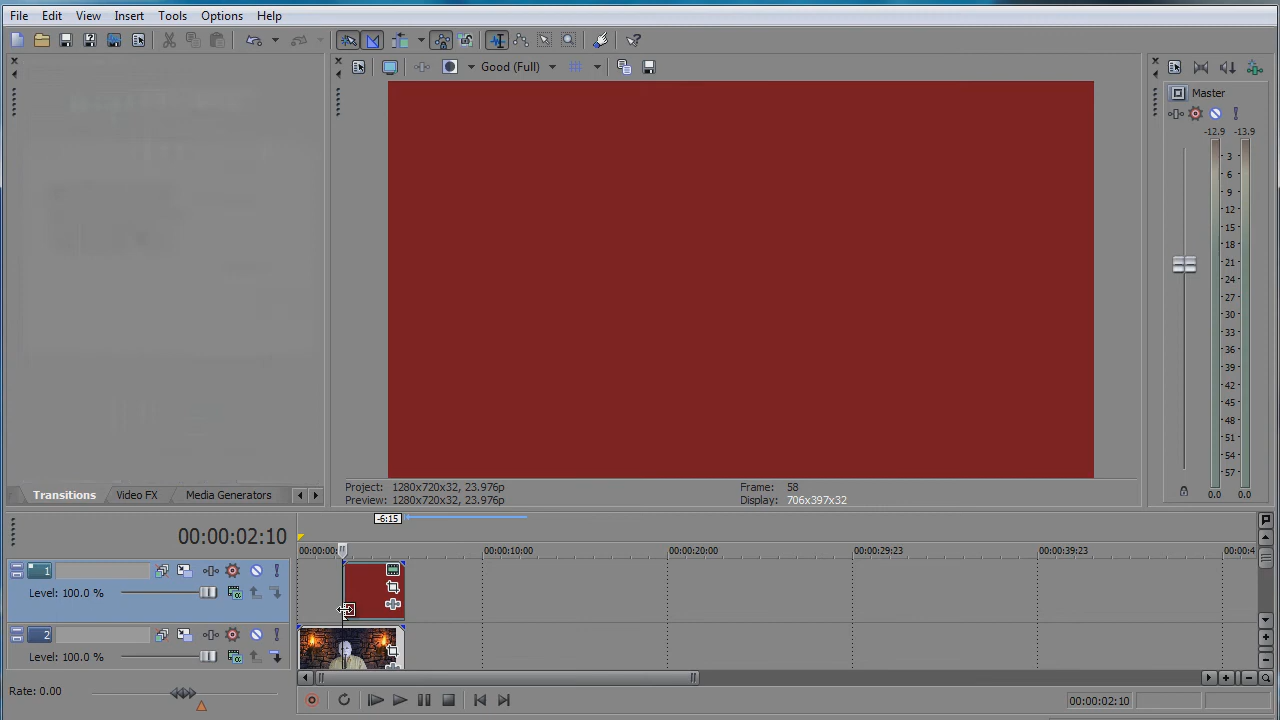 File Edit View Insert Tools Options Help
Good (Full)
Master
-12.9 -13.9
3
6
9
12
15
18
21
24
27
30
33
36
39
42
45
48
51
54
57
0.0 0.0
Project: 1280x720x32, 23.976p
Preview: 1280x720x32, 23.976p
Frame: 58
Display: 706x397x32
Transitions Video FX Media Generators
00:00:02:10
-6:15
00:00:00: 00:00:10:00 00:00:20:00 00:00:29:23 00:00:39:23 00:00:4
1
Level: 100.0 %
2
Level: 100.0 %
Rate: 0.00
00:00:02:10